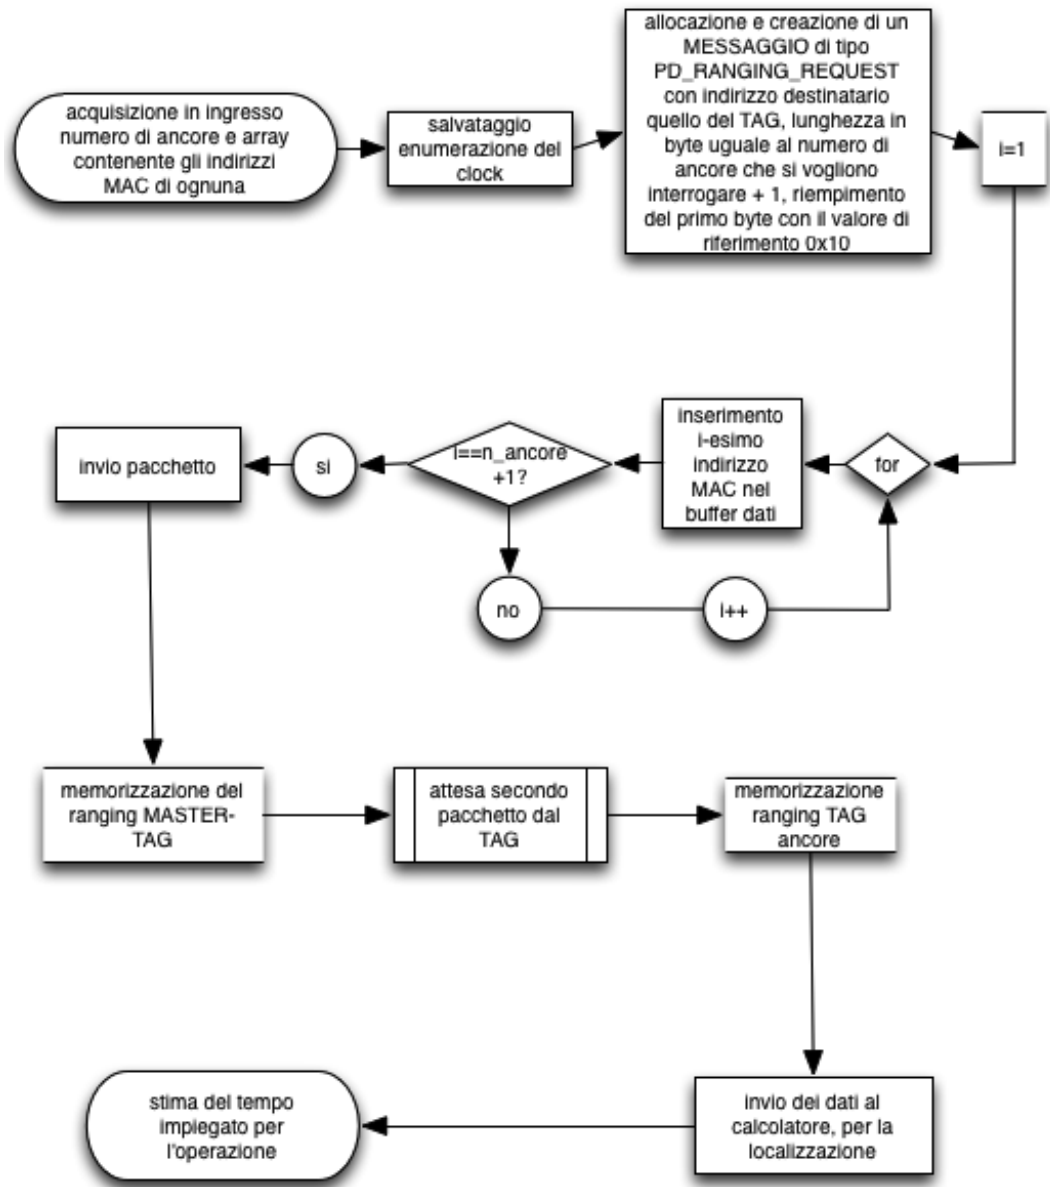 acquisizione in ingresso
numero di ancore e array
contenente gli indirizzi
MAC di ognuna
salvataggio
enumerazione del
clock
allocazione e creazione di un
MESSAGGIO di tipo
PD_RANGING_REQUEST
con indirizzo destinatario
quello del TAG, lunghezza in
byte uguale al numero di
ancore che si vogliono
interrogare + 1, riempimento
del primo byte con il valore di
riferimento 0x10
i=1
for
inserimento
i-esimo
indirizzo
MAC nel
buffer dati
i==n_ancore
+1?
si
invio pacchetto
no
i++
memorizzazione del
ranging MASTER-
TAG
attesa secondo
pacchetto dal
TAG
memorizzazione
ranging TAG
ancore
invio dei dati al
calcolatore, per la
localizzazione
stima del tempo
impiegato per
l'operazione